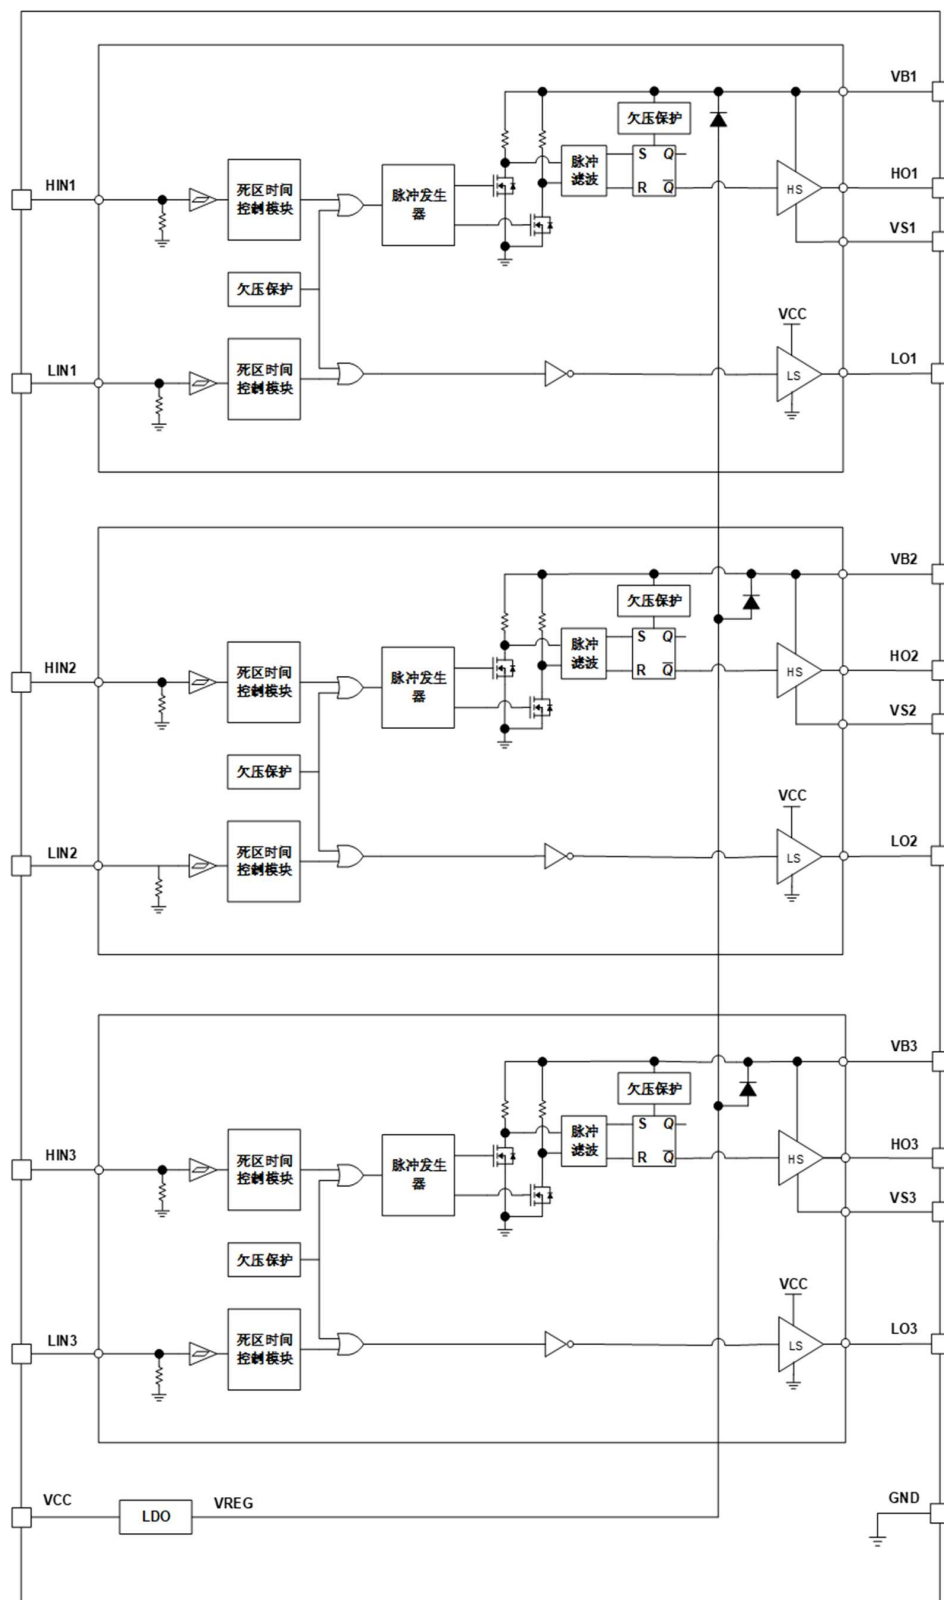 VB1
欠压保护
HIN1
死区时间
控制模块
脉冲发生
器
脉冲
滤波
S Q
R Q̅
HS
HO1
VS1
欠压保护
VCC
LIN1
死区时间
控制模块
LS
LO1
VB2
欠压保护
HIN2
死区时间
控制模块
脉冲发生
器
脉冲
滤波
S Q
R Q̅
HS
HO2
VS2
欠压保护
VCC
LIN2
死区时间
控制模块
LS
LO2
VB3
欠压保护
HIN3
死区时间
控制模块
脉冲发生
器
脉冲
滤波
S Q
R Q̅
HS
HO3
VS3
欠压保护
VCC
LIN3
死区时间
控制模块
LS
LO3
VCC
LDO
VREG
GND